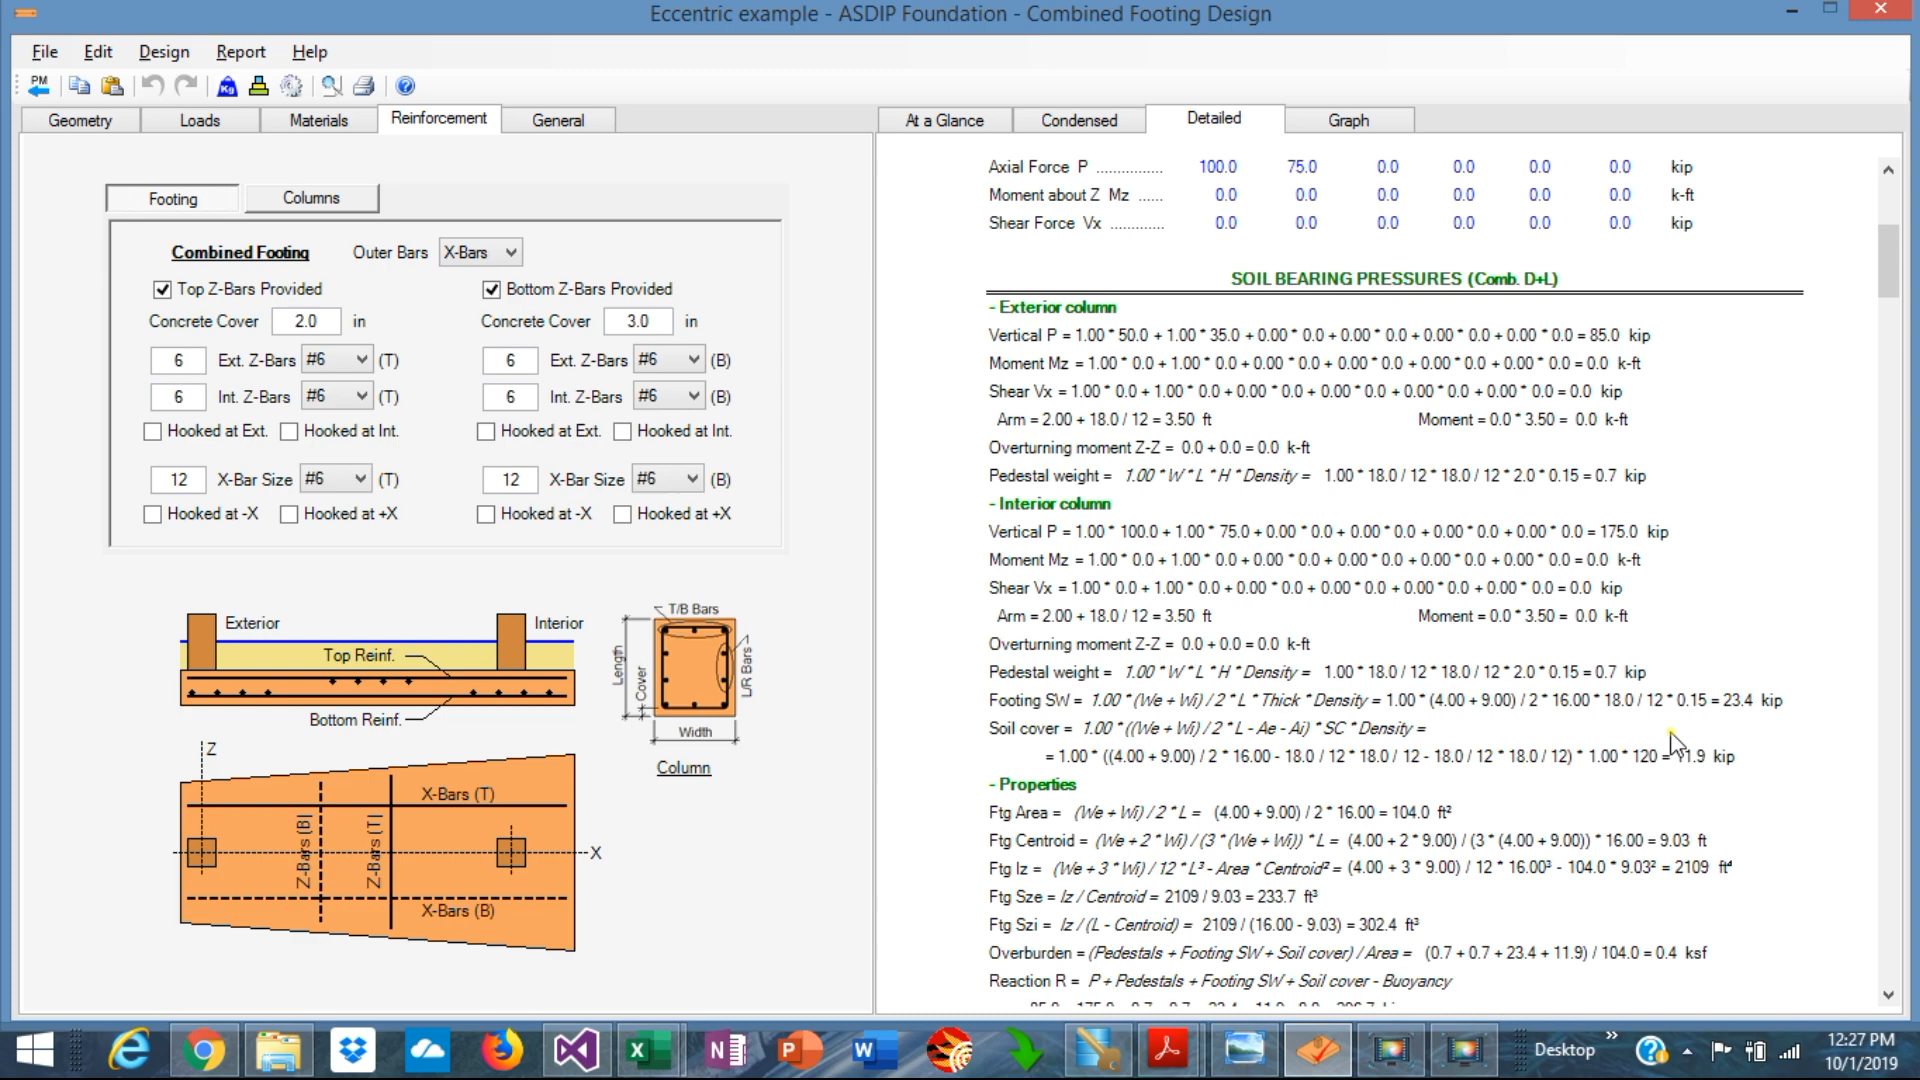 Eccentric example - ASDIP Foundation - Combined Footing Design
File Edit Design Report Help
PM Kg
Geometry Loads Materials Reinforcement General
At a Glance Condensed Detailed Graph
Footing Columns
Combined Footing Outer Bars X-Bars
Top Z-Bars Provided Bottom Z-Bars Provided
Concrete Cover 2.0 in Concrete Cover 3.0 in
6 Ext. Z-Bars #6 (T) 6 Ext. Z-Bars #6 (B)
6 Int. Z-Bars #6 (T) 6 Int. Z-Bars #6 (B)
Hooked at Ext. Hooked at Int. Hooked at Ext. Hooked at Int.
12 X-Bar Size #6 (T) 12 X-Bar Size #6 (B)
Hooked at -X Hooked at +X Hooked at -X Hooked at +X
Exterior Interior
Top Reinf.
Bottom Reinf.
T/B Bars
Length
Cover
L/R Bars
Width
Column
Z
X-Bars (T)
Z-Bars (B)
Z-Bars (T)
X
X-Bars (B)
Axial Force P ............... 100.0 75.0 0.0 0.0 0.0 0.0 kip
Moment about Z Mz ...... 0.0 0.0 0.0 0.0 0.0 0.0 k-ft
Shear Force Vx ............. 0.0 0.0 0.0 0.0 0.0 0.0 kip
SOIL BEARING PRESSURES (Comb. D+L)
- Exterior column
Vertical P = 1.00 * 50.0 + 1.00 * 35.0 + 0.00 * 0.0 + 0.00 * 0.0 + 0.00 * 0.0 + 0.00 * 0.0 = 85.0 kip
Moment Mz = 1.00 * 0.0 + 1.00 * 0.0 + 0.00 * 0.0 + 0.00 * 0.0 + 0.00 * 0.0 + 0.00 * 0.0 = 0.0 k-ft
Shear Vx = 1.00 * 0.0 + 1.00 * 0.0 + 0.00 * 0.0 + 0.00 * 0.0 + 0.00 * 0.0 + 0.00 * 0.0 = 0.0 kip
Arm = 2.00 + 18.0 / 12 = 3.50 ft Moment = 0.0 * 3.50 = 0.0 k-ft
Overturning moment Z-Z = 0.0 + 0.0 = 0.0 k-ft
Pedestal weight = 1.00 * W * L * H * Density = 1.00 * 18.0 / 12 * 18.0 / 12 * 2.0 * 0.15 = 0.7 kip
- Interior column
Vertical P = 1.00 * 100.0 + 1.00 * 75.0 + 0.00 * 0.0 + 0.00 * 0.0 + 0.00 * 0.0 + 0.00 * 0.0 = 175.0 kip
Moment Mz = 1.00 * 0.0 + 1.00 * 0.0 + 0.00 * 0.0 + 0.00 * 0.0 + 0.00 * 0.0 + 0.00 * 0.0 = 0.0 k-ft
Shear Vx = 1.00 * 0.0 + 1.00 * 0.0 + 0.00 * 0.0 + 0.00 * 0.0 + 0.00 * 0.0 + 0.00 * 0.0 = 0.0 kip
Arm = 2.00 + 18.0 / 12 = 3.50 ft Moment = 0.0 * 3.50 = 0.0 k-ft
Overturning moment Z-Z = 0.0 + 0.0 = 0.0 k-ft
Pedestal weight = 1.00 * W * L * H * Density = 1.00 * 18.0 / 12 * 18.0 / 12 * 2.0 * 0.15 = 0.7 kip
Footing SW = 1.00 * (We + Wi) / 2 * L * Thick * Density = 1.00 * (4.00 + 9.00) / 2 * 16.00 * 18.0 / 12 * 0.15 = 23.4 kip
Soil cover = 1.00 * ((We + Wi) / 2 * L - Ae - Ai) * SC * Density =
= 1.00 * ((4.00 + 9.00) / 2 * 16.00 - 18.0 / 12 * 18.0 / 12 - 18.0 / 12 * 18.0 / 12) * 1.00 * 120 = 11.9 kip
- Properties
Ftg Area = (We + Wi) / 2 * L = (4.00 + 9.00) / 2 * 16.00 = 104.0 ft²
Ftg Centroid = (We + 2 * Wi) / (3 * (We + Wi)) * L = (4.00 + 2 * 9.00) / (3 * (4.00 + 9.00)) * 16.00 = 9.03 ft
Ftg Iz = (We + 3 * Wi) / 12 * L³ - Area * Centroid² = (4.00 + 3 * 9.00) / 12 * 16.00³ - 104.0 * 9.03² = 2109 ft⁴
Ftg Sze = Iz / Centroid = 2109 / 9.03 = 233.7 ft³
Ftg Szi = Iz / (L - Centroid) = 2109 / (16.00 - 9.03) = 302.4 ft³
Overburden = (Pedestals + Footing SW + Soil cover) / Area = (0.7 + 0.7 + 23.4 + 11.9) / 104.0 = 0.4 ksf
Reaction R = P + Pedestals + Footing SW + Soil cover - Buoyancy
Desktop
12:27 PM
10/1/2019